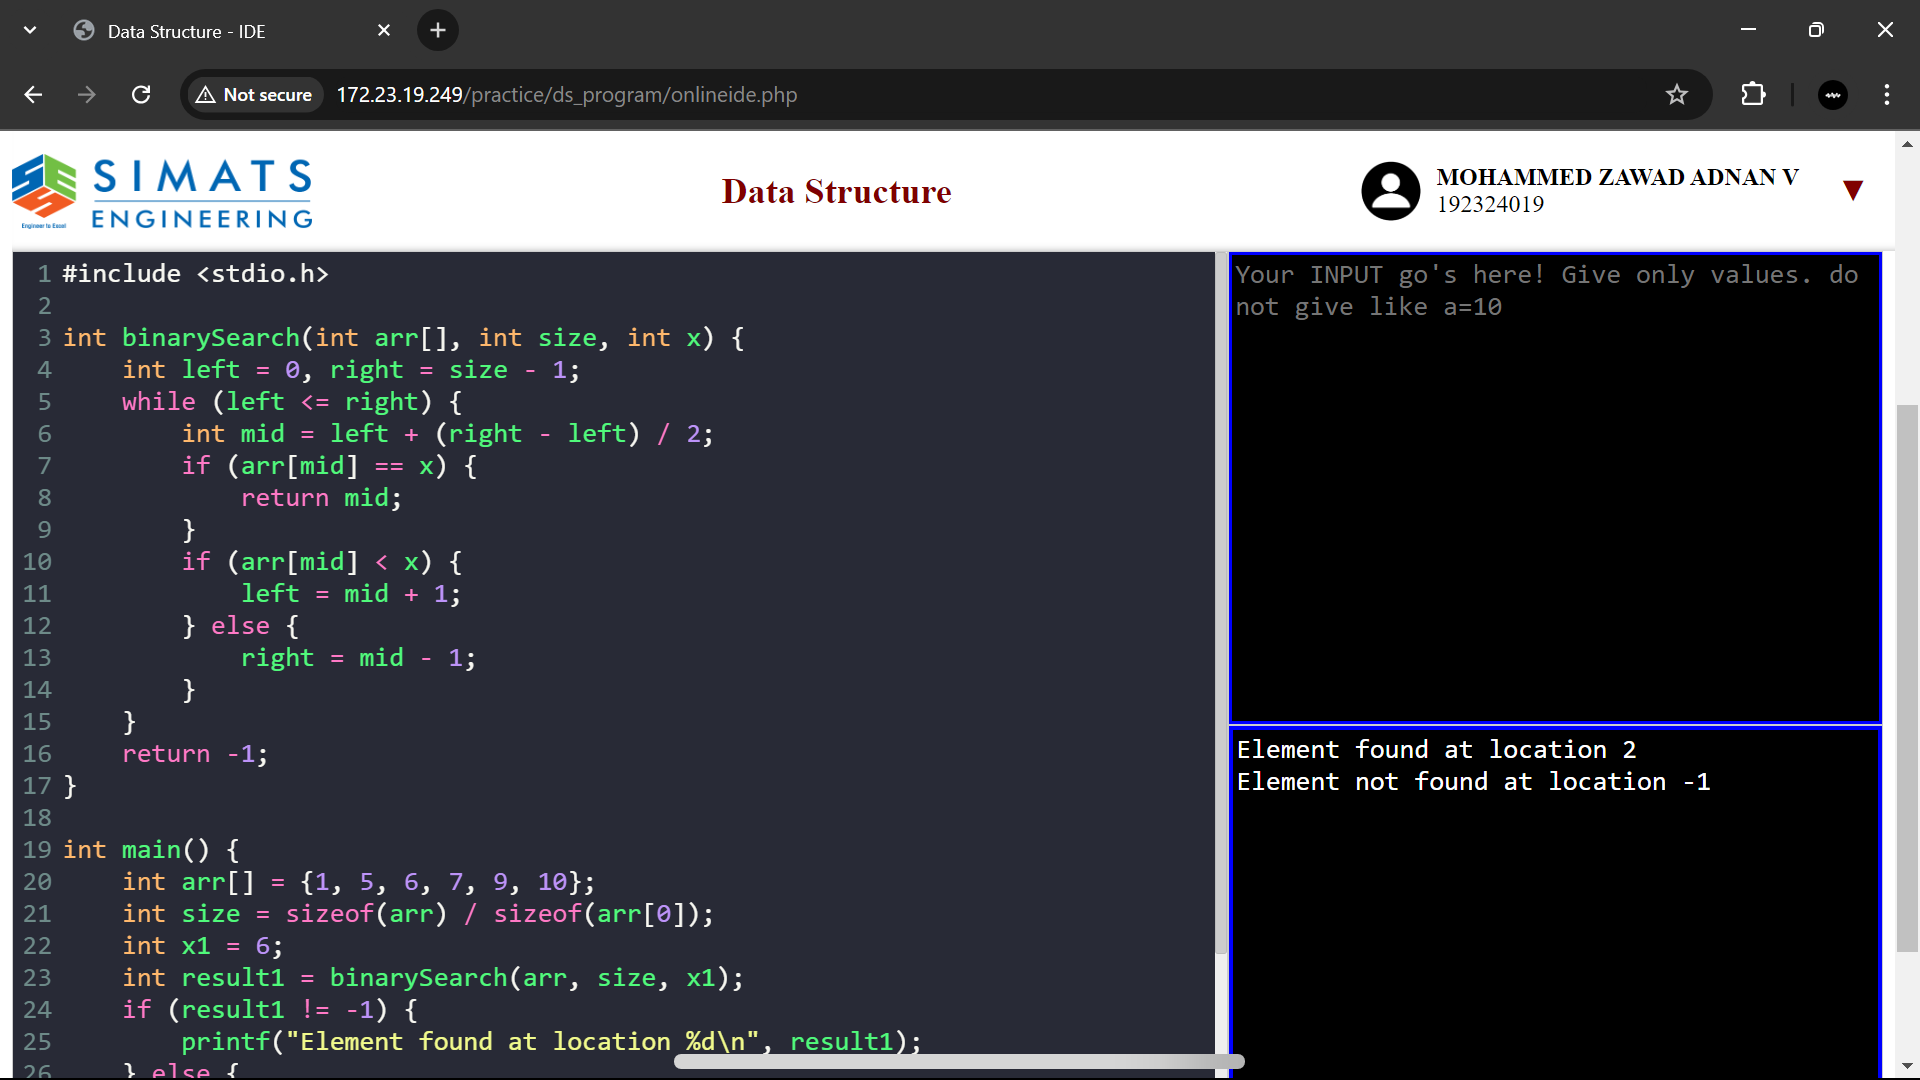 Data Structure - IDE
Not secure 172.23.19.249/practice/ds_program/onlineide.php
SIMATS
ENGINEERING
Engineer to Excel
Data Structure
MOHAMMED ZAWAD ADNAN V
192324019
1 #include <stdio.h>
2
3 int binarySearch(int arr[], int size, int x) {
4     int left = 0, right = size - 1;
5     while (left <= right) {
6         int mid = left + (right - left) / 2;
7         if (arr[mid] == x) {
8             return mid;
9         }
10         if (arr[mid] < x) {
11             left = mid + 1;
12         } else {
13             right = mid - 1;
14         }
15     }
16     return -1;
17 }
18
19 int main() {
20     int arr[] = {1, 5, 6, 7, 9, 10};
21     int size = sizeof(arr) / sizeof(arr[0]);
22     int x1 = 6;
23     int result1 = binarySearch(arr, size, x1);
24     if (result1 != -1) {
25         printf("Element found at location %d\n", result1);
26     } else {
Your INPUT go's here! Give only values. do
not give like a=10
Element found at location 2
Element not found at location -1